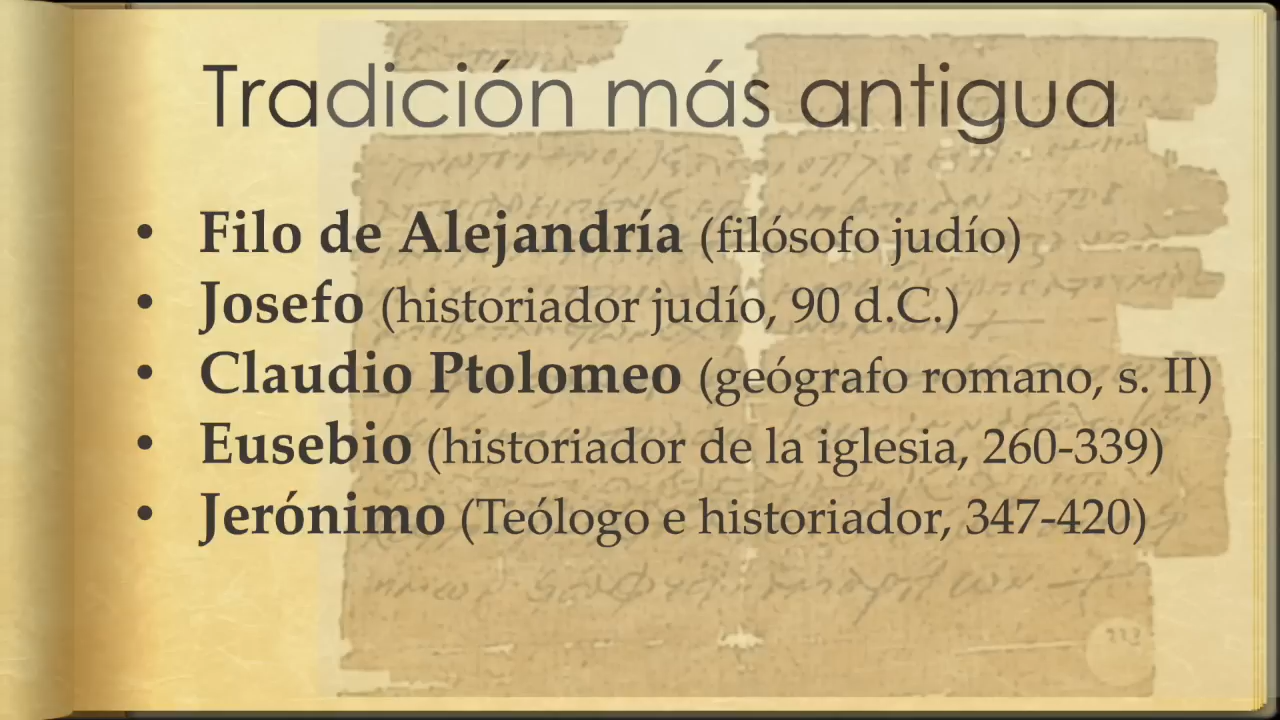 Tradición más antigua
• Filo de Alejandría (filósofo judío)
• Josefo (historiador judío, 90 d.C.)
• Claudio Ptolomeo (geógrafo romano, s. II)
• Eusebio (historiador de la iglesia, 260-339)
• Jerónimo (Teólogo e historiador, 347-420)